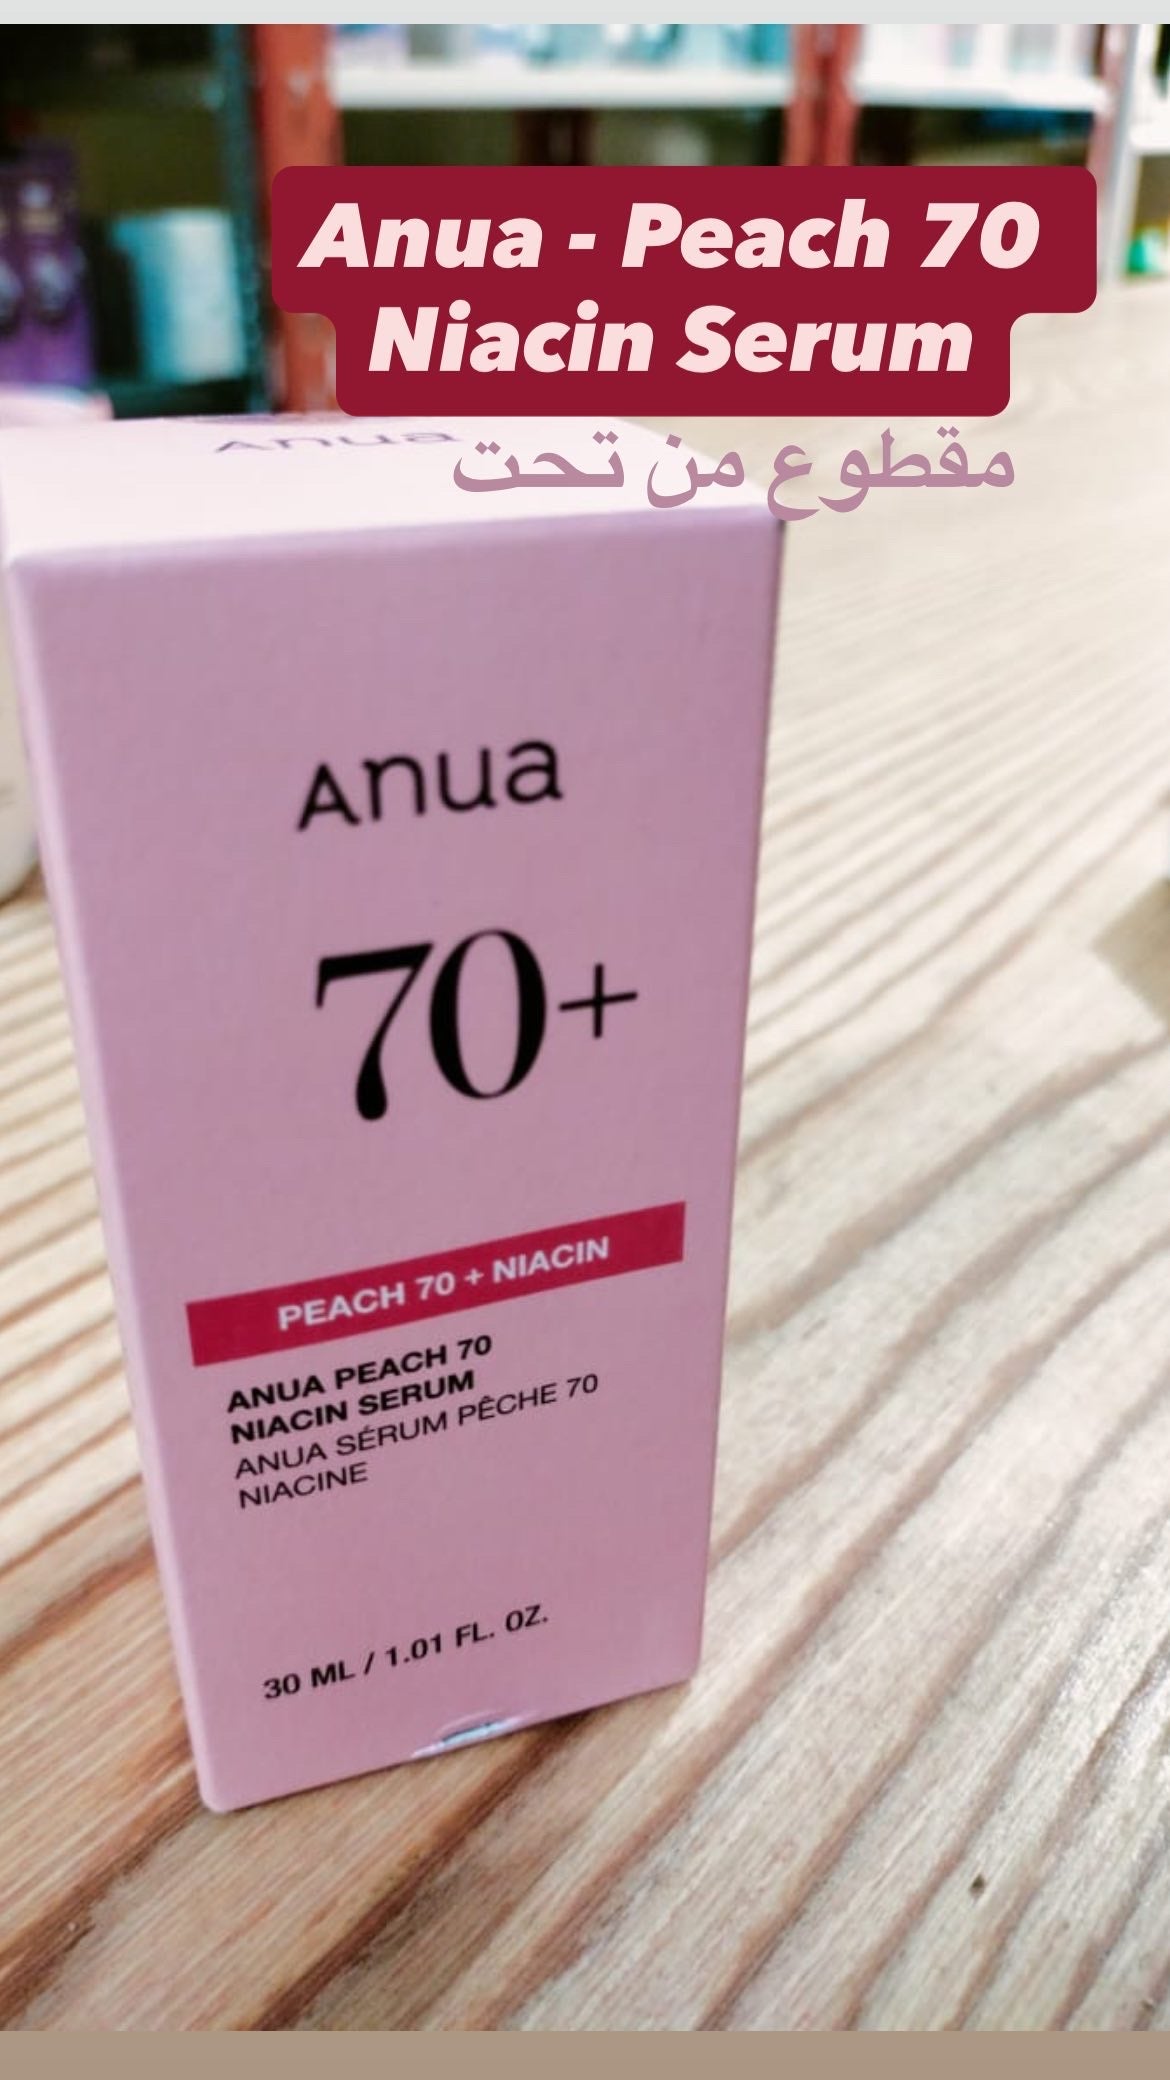 Anua - Peach 70
Niacin Serum
مقطوع من تحت
Anua
Anua
70+
PEACH 70 + NIACIN
ANUA PEACH 70
NIACIN SERUM
ANUA SÉRUM PÊCHE 70
NIACINE
30 ML / 1.01 FL. OZ.